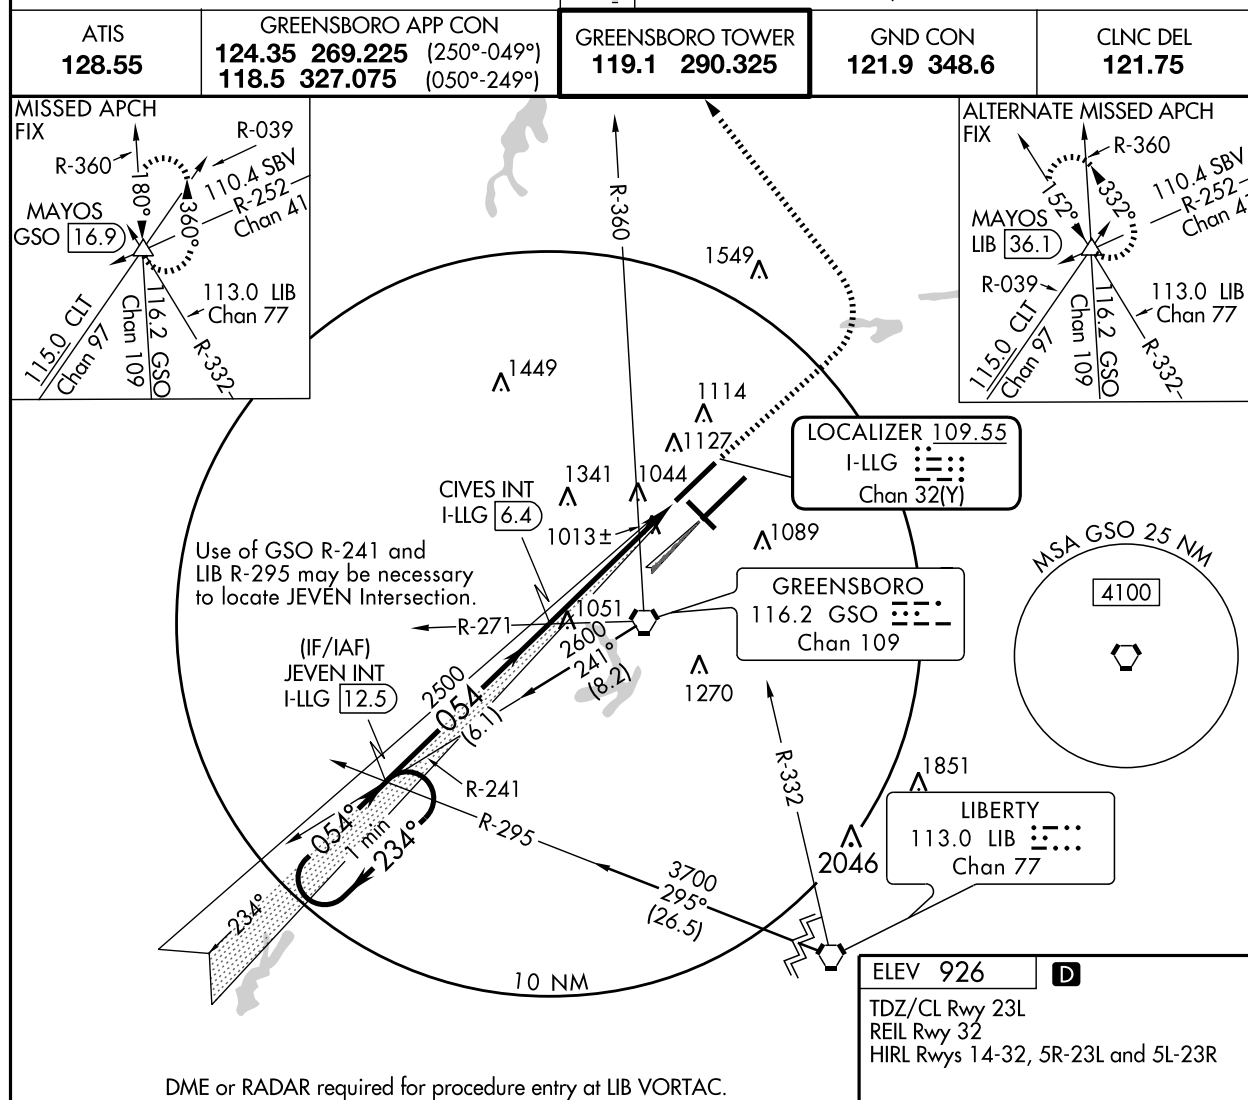 ATIS
128.55
GREENSBORO APP CON
124.35 269.225 (250°-049°)
118.5 327.075 (050°-249°)
GREENSBORO TOWER
119.1 290.325
GND CON
121.9 348.6
CLNC DEL
121.75
MISSED APCH
FIX
R-360
R-039
110.4 SBV
R-252
Chan 41
180°
360°
MAYOS
GSO 16.9
113.0 LIB
Chan 77
115.0 CLT
Chan 97
116.2 GSO
Chan 109
R-332
ALTERNATE MISSED APCH
FIX
R-360
110.4 SBV
R-252
Chan
152°
332°
MAYOS
LIB 36.1
R-039
113.0 LIB
Chan 77
115.0 CLT
Chan 97
116.2 GSO
Chan 109
R-332
R-360
1549
1449
1114
1127
LOCALIZER 109.55
I-LLG
Chan 32(Y)
1341
1044
CIVES INT
I-LLG 6.4
1013±
1089
Use of GSO R-241 and
LIB R-295 may be necessary
to locate JEVEN Intersection.
MSA GSO 25 NM
4100
GREENSBORO
116.2 GSO
Chan 109
R-271
1051
2600
241°
(8.2)
(IF/IAF)
JEVEN INT
I-LLG 12.5
2500
054
(6.1)
1270
R-241
R-332
1851
R-295
054°
1 min
234°
LIBERTY
113.0 LIB
Chan 77
2046
3700
295°
(26.5)
234°
10 NM
ELEV 926 D
TDZ/CL Rwy 23L
REIL Rwy 32
HIRL Rwys 14-32, 5R-23L and 5L-23R
DME or RADAR required for procedure entry at LIB VORTAC.